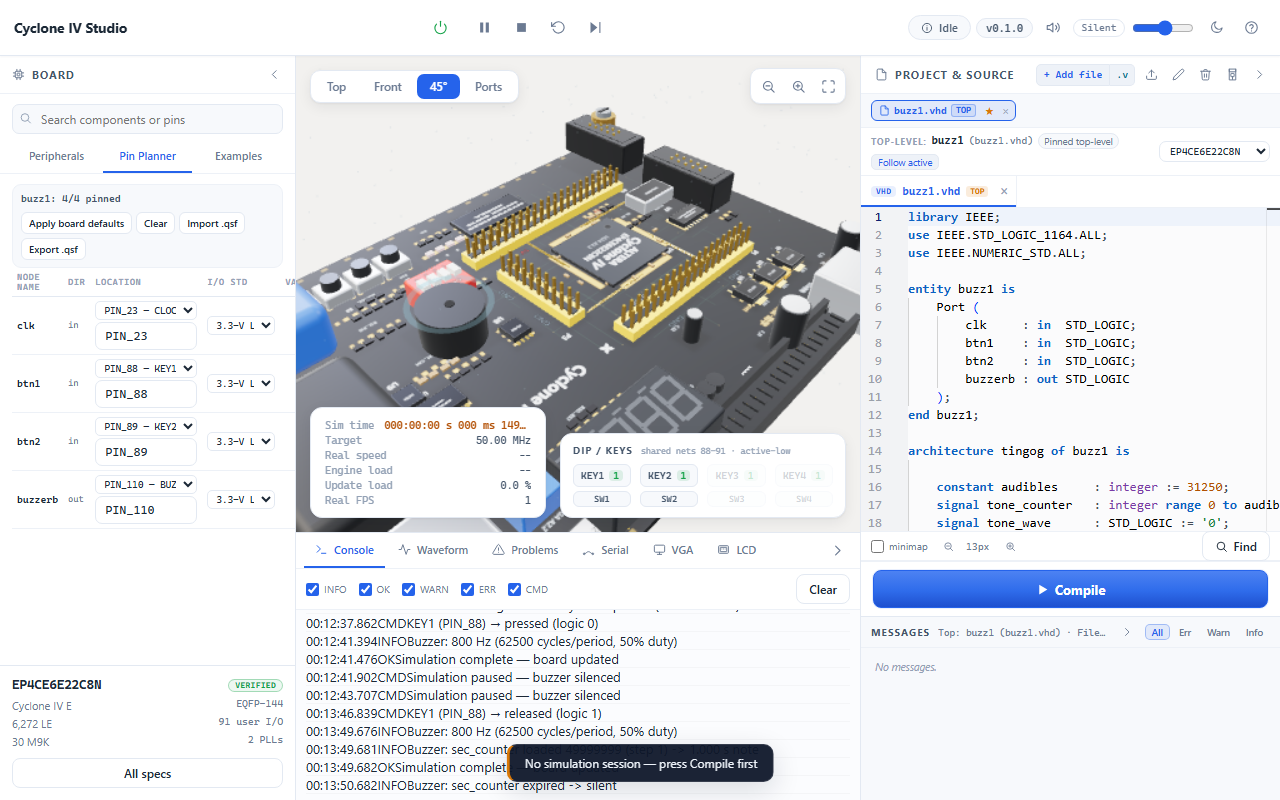 Cyclone IV Studio
Idle
v0.1.0
Silent
BOARD
Search components or pins
Peripherals
Pin Planner
Examples
buzz1: 4/4 pinned
Apply board defaults
Clear
Import .qsf
Export .qsf
NODE NAME DIR LOCATION I/O STD VA
clk in PIN_23 — CLOC 3.3-V L
PIN_23
btn1 in PIN_88 — KEY1 3.3-V L
PIN_88
btn2 in PIN_89 — KEY2 3.3-V L
PIN_89
buzzerb out PIN_110 — BUZ 3.3-V L
PIN_110
EP4CE6E22C8N VERIFIED
Cyclone IV E EQFP-144
6,272 LE 91 user I/O
30 M9K 2 PLLs
All specs
Top
Front
45°
Ports
ALTERA
Cyclone IV
Cyclone
Sim time 000:00:00 s 000 ms 149…
Target 50.00 MHz
Real speed --
Engine load --
Update load 0.0 %
Real FPS 1
DIP / KEYS shared nets 88-91 · active-low
KEY1 1 KEY2 1 KEY3 1 KEY4 1
SW1 SW2 SW3 SW4
Console
Waveform
Problems
Serial
VGA
LCD
INFO OK WARN ERR CMD
Clear
00:12:37.862CMDKEY1 (PIN_88) → pressed (logic 0)
00:12:41.394INFOBuzzer: 800 Hz (62500 cycles/period, 50% duty)
00:12:41.476OKSimulation complete — board updated
00:12:41.902CMDSimulation paused — buzzer silenced
00:12:43.707CMDSimulation paused — buzzer silenced
00:13:46.839CMDKEY1 (PIN_88) → released (logic 1)
00:13:49.676INFOBuzzer: 800 Hz (62500 cycles/period, 50% duty)
00:13:49.681INFOBuzzer: sec_count
00:13:49.682OKSimulation complet
00:13:50.682INFOBuzzer: sec_counter expired -> silent
No simulation session — press Compile first
PROJECT & SOURCE
+ Add file .v
buzz1.vhd TOP ★ ×
TOP-LEVEL: buzz1 (buzz1.vhd) Pinned top-level
Follow active
EP4CE6E22C8N
VHD buzz1.vhd TOP ×
1 library IEEE;
2 use IEEE.STD_LOGIC_1164.ALL;
3 use IEEE.NUMERIC_STD.ALL;
4
5 entity buzz1 is
6 Port (
7 clk : in STD_LOGIC;
8 btn1 : in STD_LOGIC;
9 btn2 : in STD_LOGIC;
10 buzzerb : out STD_LOGIC
11 );
12 end buzz1;
13
14 architecture tingog of buzz1 is
15
16 constant audibles : integer := 31250;
17 signal tone_counter : integer range 0 to audib
18 signal tone_wave : STD_LOGIC := '0';
minimap
13px
Find
Compile
MESSAGES Top: buzz1 (buzz1.vhd) · File…
All Err Warn Info
No messages.